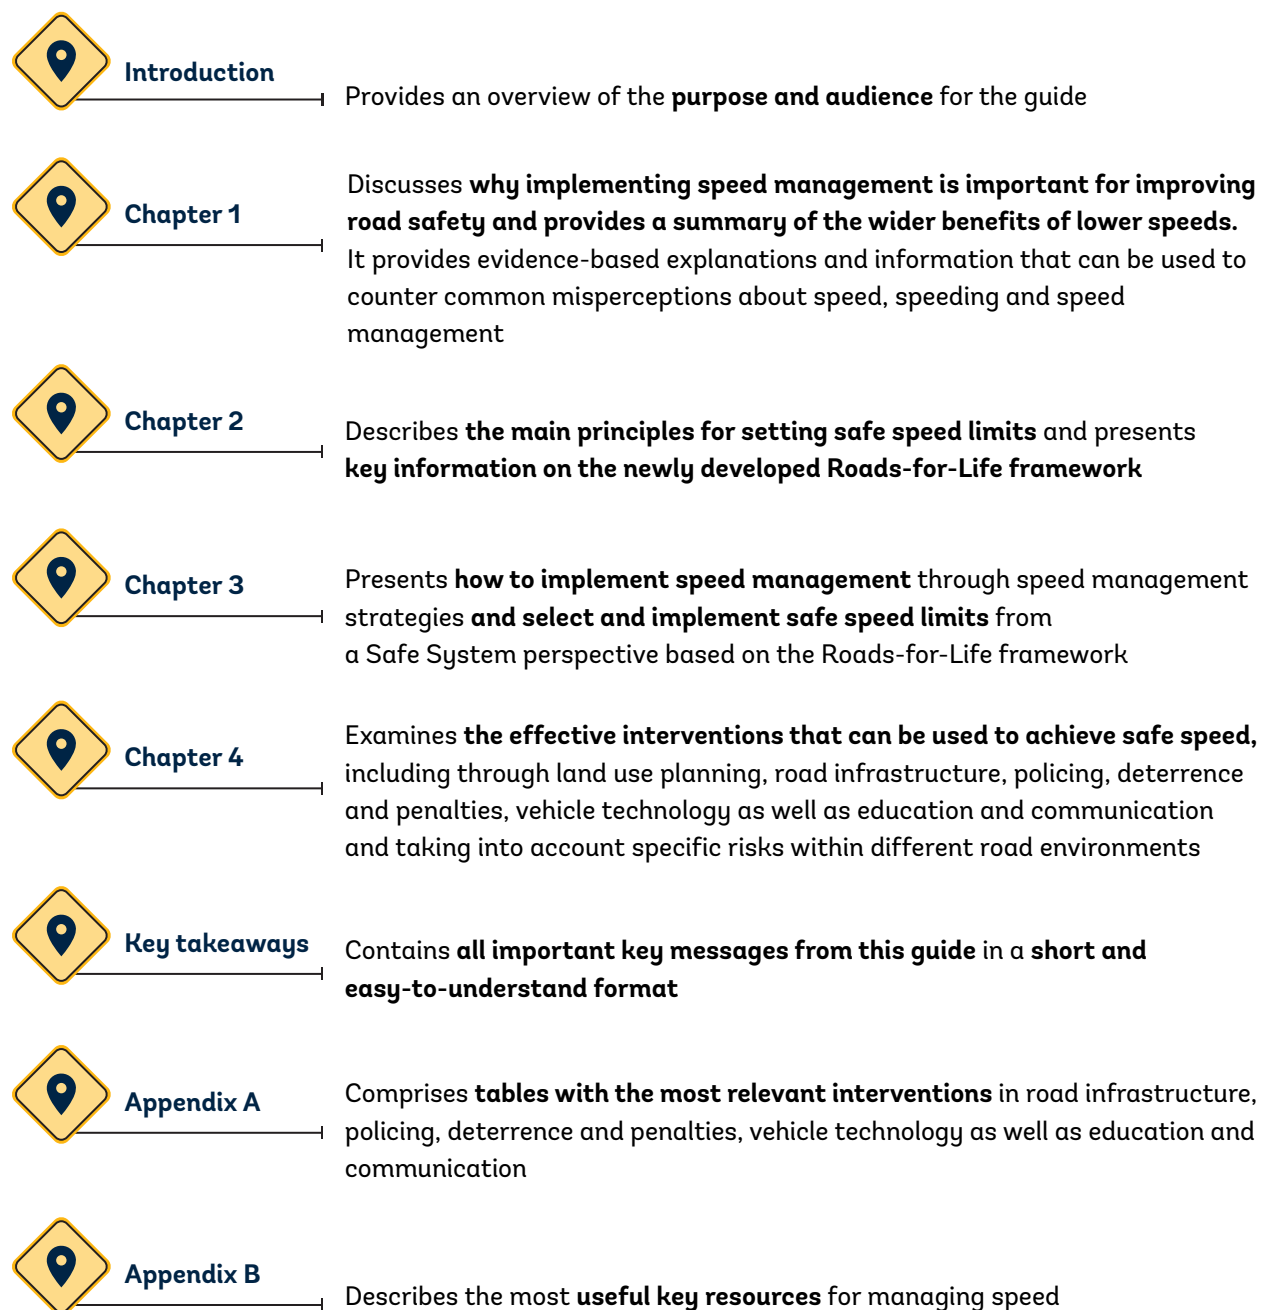 Introduction
Provides an overview of the purpose and audience for the guide
Chapter 1
Discusses why implementing speed management is important for improving
road safety and provides a summary of the wider benefits of lower speeds.
It provides evidence-based explanations and information that can be used to
counter common misperceptions about speed, speeding and speed
management
Chapter 2
Describes the main principles for setting safe speed limits and presents
key information on the newly developed Roads-for-Life framework
Chapter 3
Presents how to implement speed management through speed management
strategies and select and implement safe speed limits from
a Safe System perspective based on the Roads-for-Life framework
Chapter 4
Examines the effective interventions that can be used to achieve safe speed,
including through land use planning, road infrastructure, policing, deterrence
and penalties, vehicle technology as well as education and communication
and taking into account specific risks within different road environments
Key takeaways
Contains all important key messages from this guide in a short and
easy-to-understand format
Appendix A
Comprises tables with the most relevant interventions in road infrastructure,
policing, deterrence and penalties, vehicle technology as well as education and
communication
Appendix B
Describes the most useful key resources for managing speed